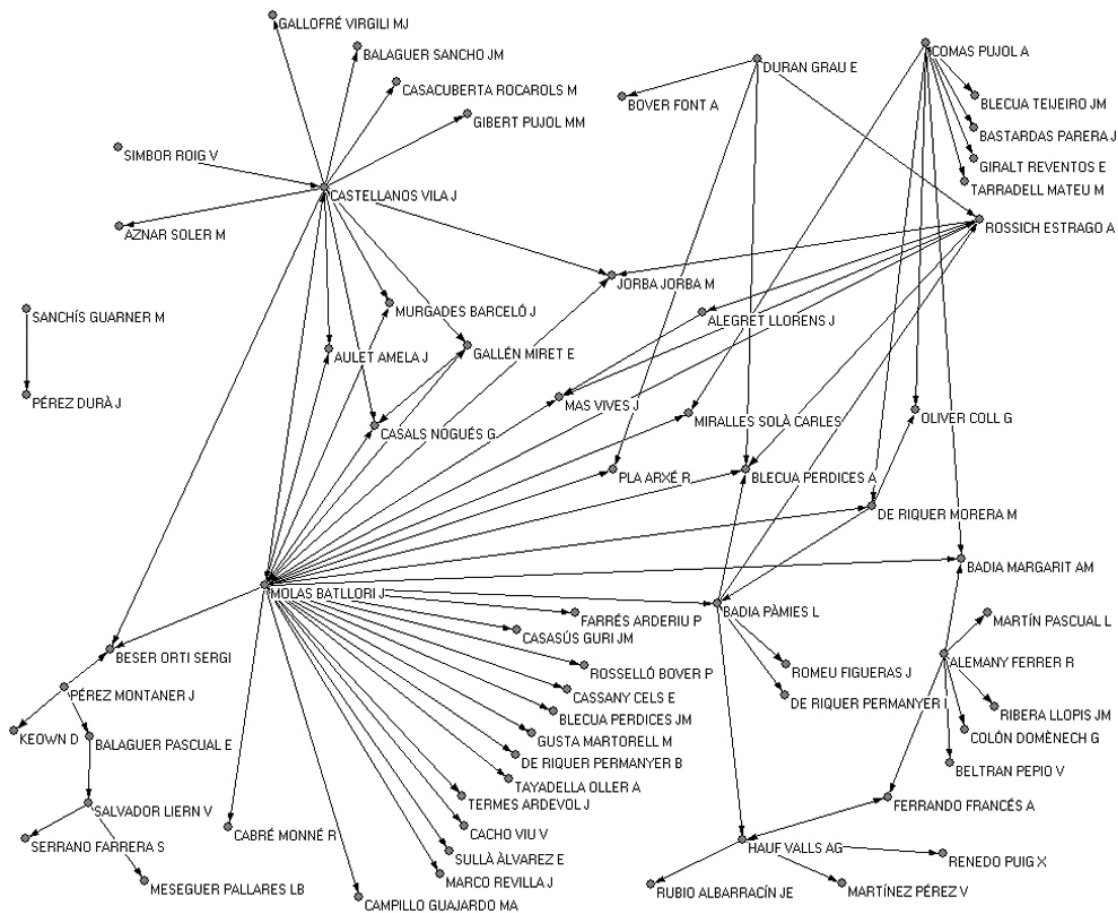 GALLOFRÉ VIRGILI MJ
BALAGUER SANCHO JM
COMAS PUJOL A
DURAN GRAU E
CASACUBERTA ROCAROLS M
BOVER FONT A
BLECUA TEIJEIRO JM
GIBERT PUJOL MM
BASTARDAS PARERA J
SIMBOR ROIG V
GIRALT REVENTOS E
TARRADELL MATEU M
CASTELLANOS VILA J
AZNAR SOLER M
ROSSICH ESTRAGO A
JORBA JORBA M
SANCHÍS GUARNER M
MURGADES BARCELÓ J
ALEGRET LLORENS J
AULET AMELA J
GALLÉN MIRET E
PÉREZ DURÀ J
MAS VIVES J
MIRALLES SOLÀ CARLES
OLIVER COLL G
CASALS NOGUÉS G
PLA ARXÉ R
BLECUA PERDICES A
DE RIQUER MORERA M
BADIA MARGARIT AM
MOLAS BATLLORI J
BADIA PÀMIES L
FARRÉS ARDERIU P
MARTÍN PASCUAL L
CASASÚS GURI JM
BESER ORTI SERGI
ROSSELLÓ BOVER P
ROMEU FIGUERAS J
ALEMANY FERRER R
PÉREZ MONTANER J
CASSANY CELS E
DE RIQUER PERMANYER I
RIBERA LLOPIS JM
BLECUA PERDICES JM
KEOWN D
BALAGUER PASCUAL E
GUSTA MARTORELL M
COLÓN DOMÈNECH G
DE RIQUER PERMANYER B
BELTRAN PEPIO V
TAYADELLA OLLER A
TERMES ARDEVOL J
FERRANDO FRANCÉS A
SALVADOR LIERN V
CACHO VIU V
SERRANO FARRERA S
CABRÉ MONNÉ R
SULLÀ ÀLVAREZ E
HAUF VALLS AG
RENEDO PUIG X
MESEGUER PALLARES LB
MARCO REVILLA J
RUBIO ALBARRACÍN JE
MARTÍNEZ PÉREZ V
CAMPILLO GUAJARDO MA